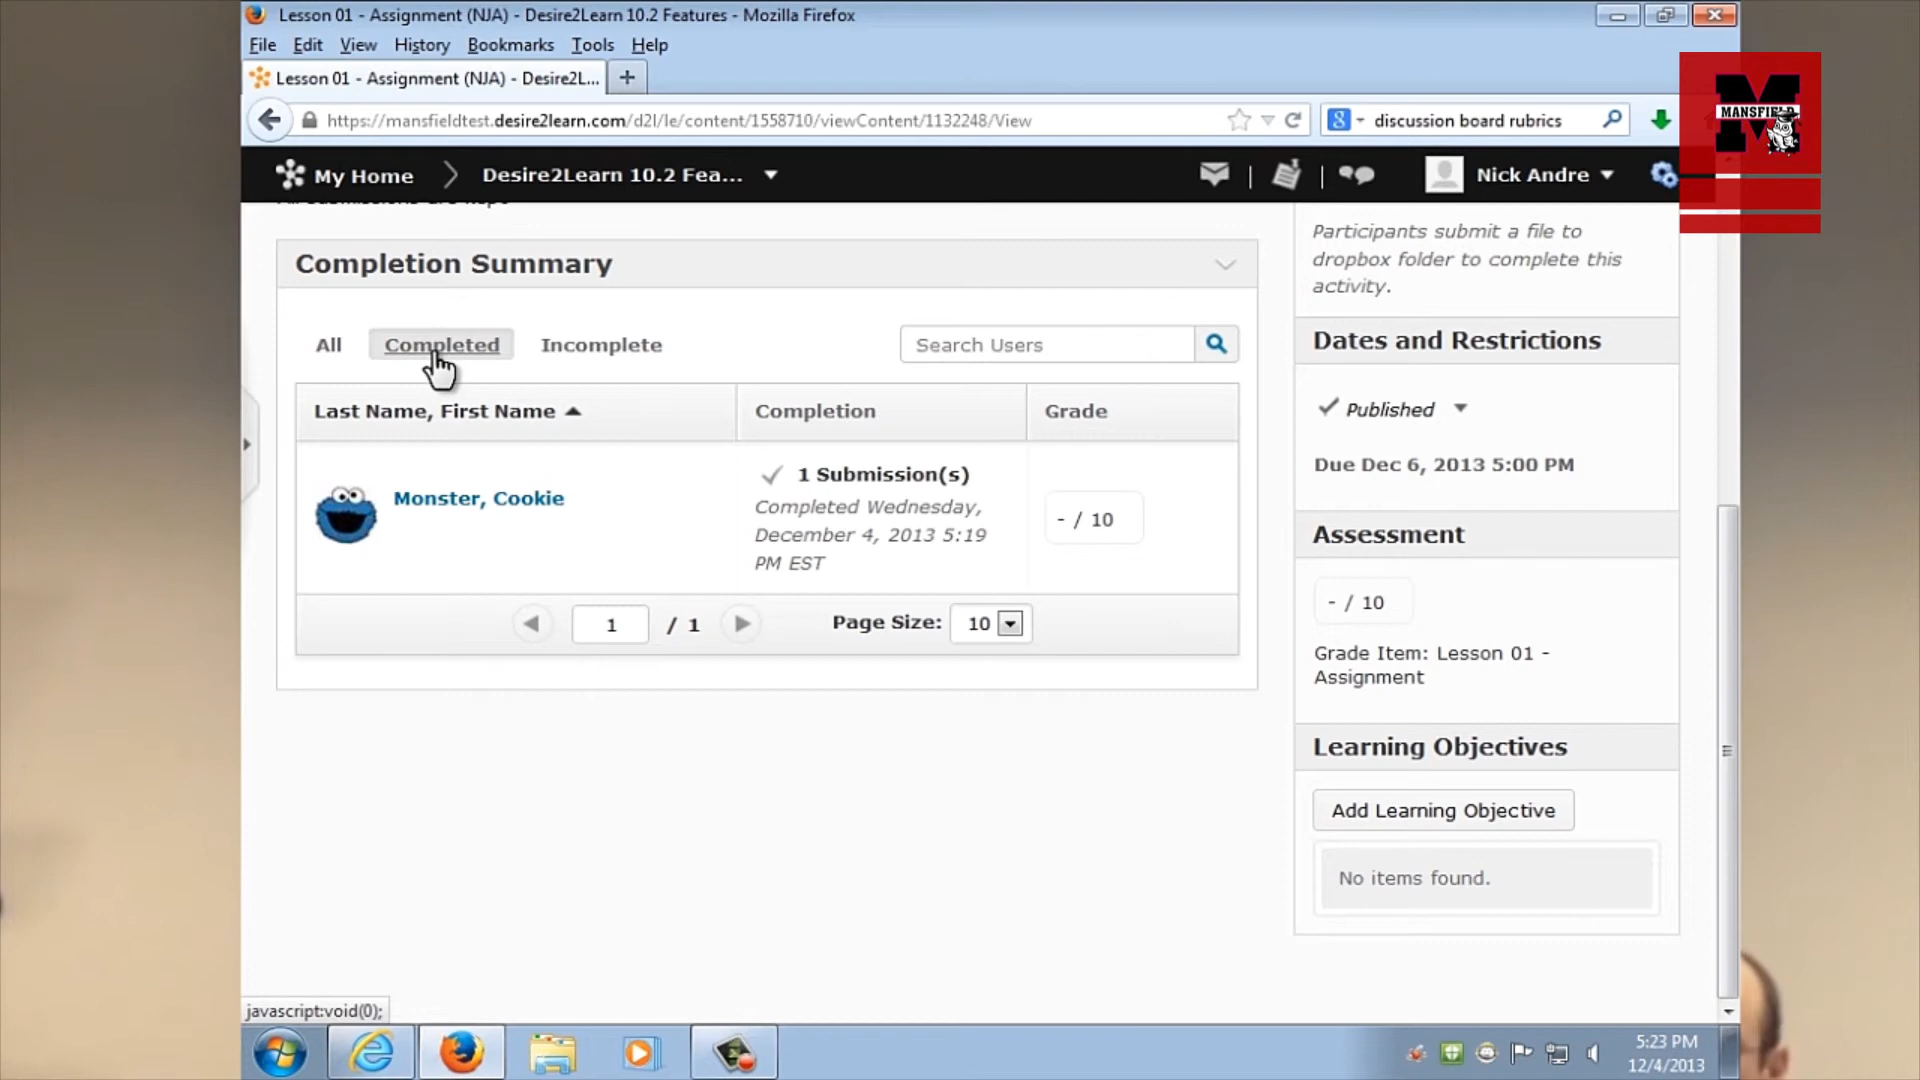 Lesson 01 - Assignment (NJA) - Desire2Learn 10.2 Features - Mozilla Firefox
File Edit View History Bookmarks Tools Help
Lesson 01 - Assignment (NJA) - Desire2L...
https://mansfieldtest.desire2learn.com/d2l/le/content/1558710/viewContent/1132248/View
discussion board rubrics
M
MANSFIELD
My Home
Desire2Learn 10.2 Fea...
Nick Andre
Completion Summary
All
Completed
Incomplete
Search Users
Last Name, First Name
Completion
Grade
Monster, Cookie
1 Submission(s)
Completed Wednesday,
December 4, 2013 5:19
PM EST
- / 10
1 / 1
Page Size: 10
Participants submit a file to
dropbox folder to complete this
activity.
Dates and Restrictions
Published
Due Dec 6, 2013 5:00 PM
Assessment
- / 10
Grade Item: Lesson 01 -
Assignment
Learning Objectives
Add Learning Objective
No items found.
javascript:void(0);
5:23 PM
12/4/2013